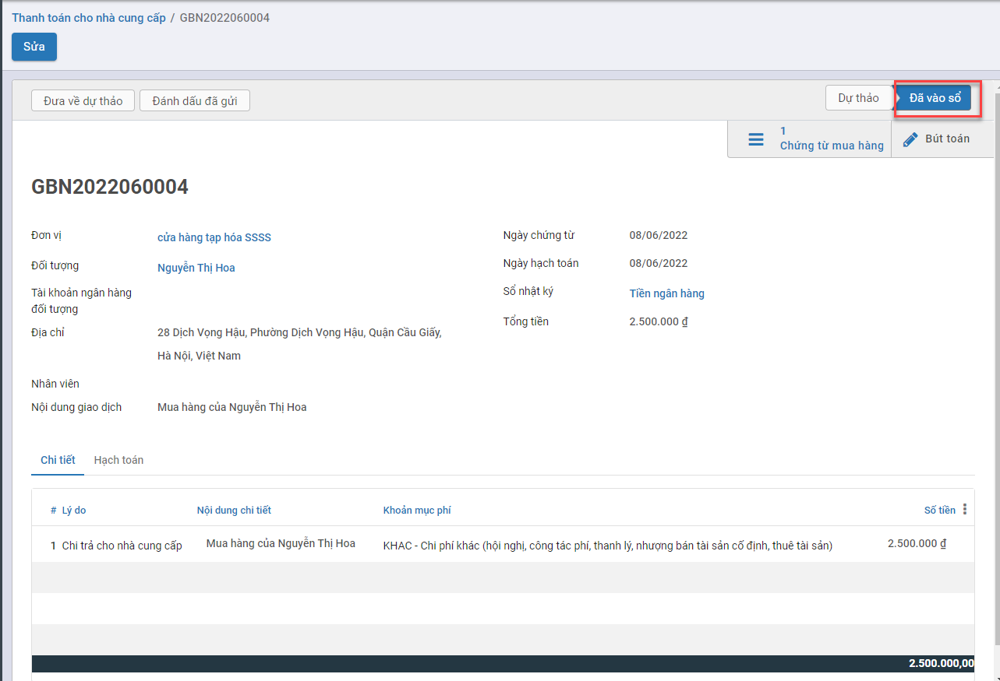 Thanh toán cho nhà cung cấp / GBN2022060004
Sửa
Đưa về dự thảo Đánh dấu đã gửi Dự thảo Đã vào sổ
1
Chứng từ mua hàng
Bút toán
GBN2022060004
Đơn vị cửa hàng tạp hóa SSSS
Đối tượng Nguyễn Thị Hoa
Tài khoản ngân hàng
đối tượng
Địa chỉ 28 Dịch Vọng Hậu, Phường Dịch Vọng Hậu, Quận Cầu Giấy,
Hà Nội, Việt Nam
Nhân viên
Nội dung giao dịch Mua hàng của Nguyễn Thị Hoa
Ngày chứng từ 08/06/2022
Ngày hạch toán 08/06/2022
Sổ nhật ký Tiền ngân hàng
Tổng tiền 2.500.000 ₫
Chi tiết Hạch toán
# Lý do Nội dung chi tiết Khoản mục phí Số tiền
1 Chi trả cho nhà cung cấp Mua hàng của Nguyễn Thị Hoa KHAC - Chi phí khác (hội nghị, công tác phí, thanh lý, nhượng bán tài sản cố định, thuê tài sản) 2.500.000 ₫
2.500.000,00